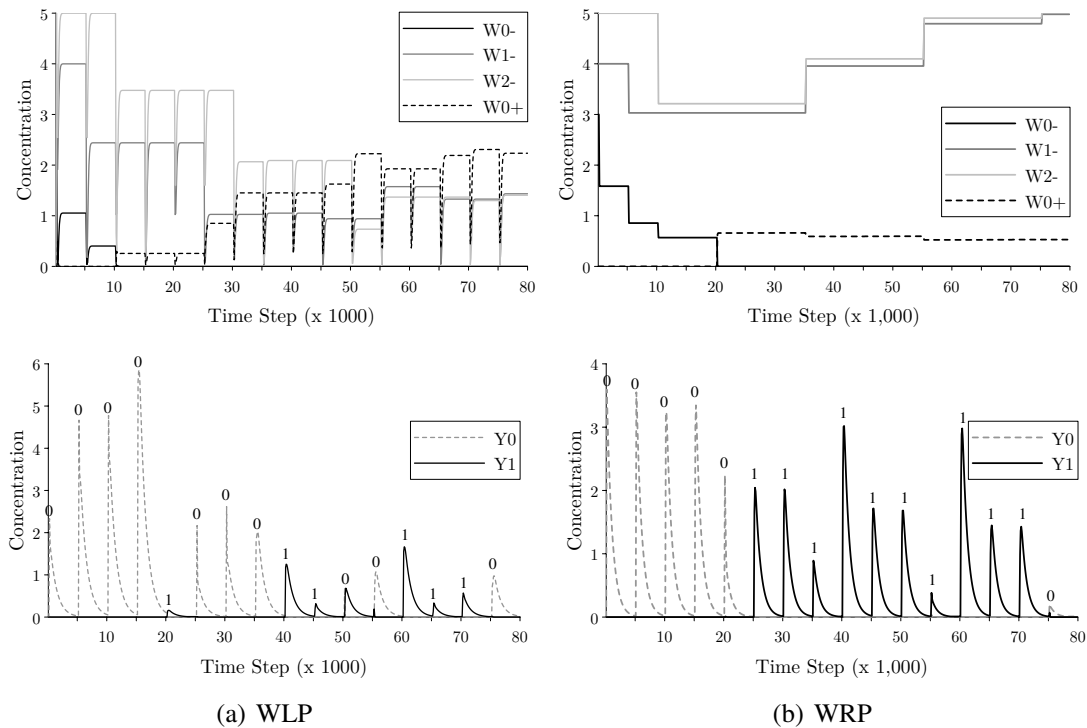 5
4
3
2
1
0
Concentration
W0-
W1-
W2-
W0+
10 20 30 40 50 60 70 80
Time Step (x 1000)
5
4
3
2
1
0
Concentration
W0-
W1-
W2-
W0+
10 20 30 40 50 60 70 80
Time Step (x 1,000)
6
5
4
3
2
1
0
Concentration
0 0 0 0 1 0 0 0 1 1 0 0 1 1 1 0
Y0
Y1
10 20 30 40 50 60 70 80
Time Step (x 1000)
4
3
2
1
0
Concentration
0 0 0 0 0 1 1 1 1 1 1 1 1 1 1 0
Y0
Y1
10 20 30 40 50 60 70 80
Time Step (x 1,000)
(a) WLP
(b) WRP